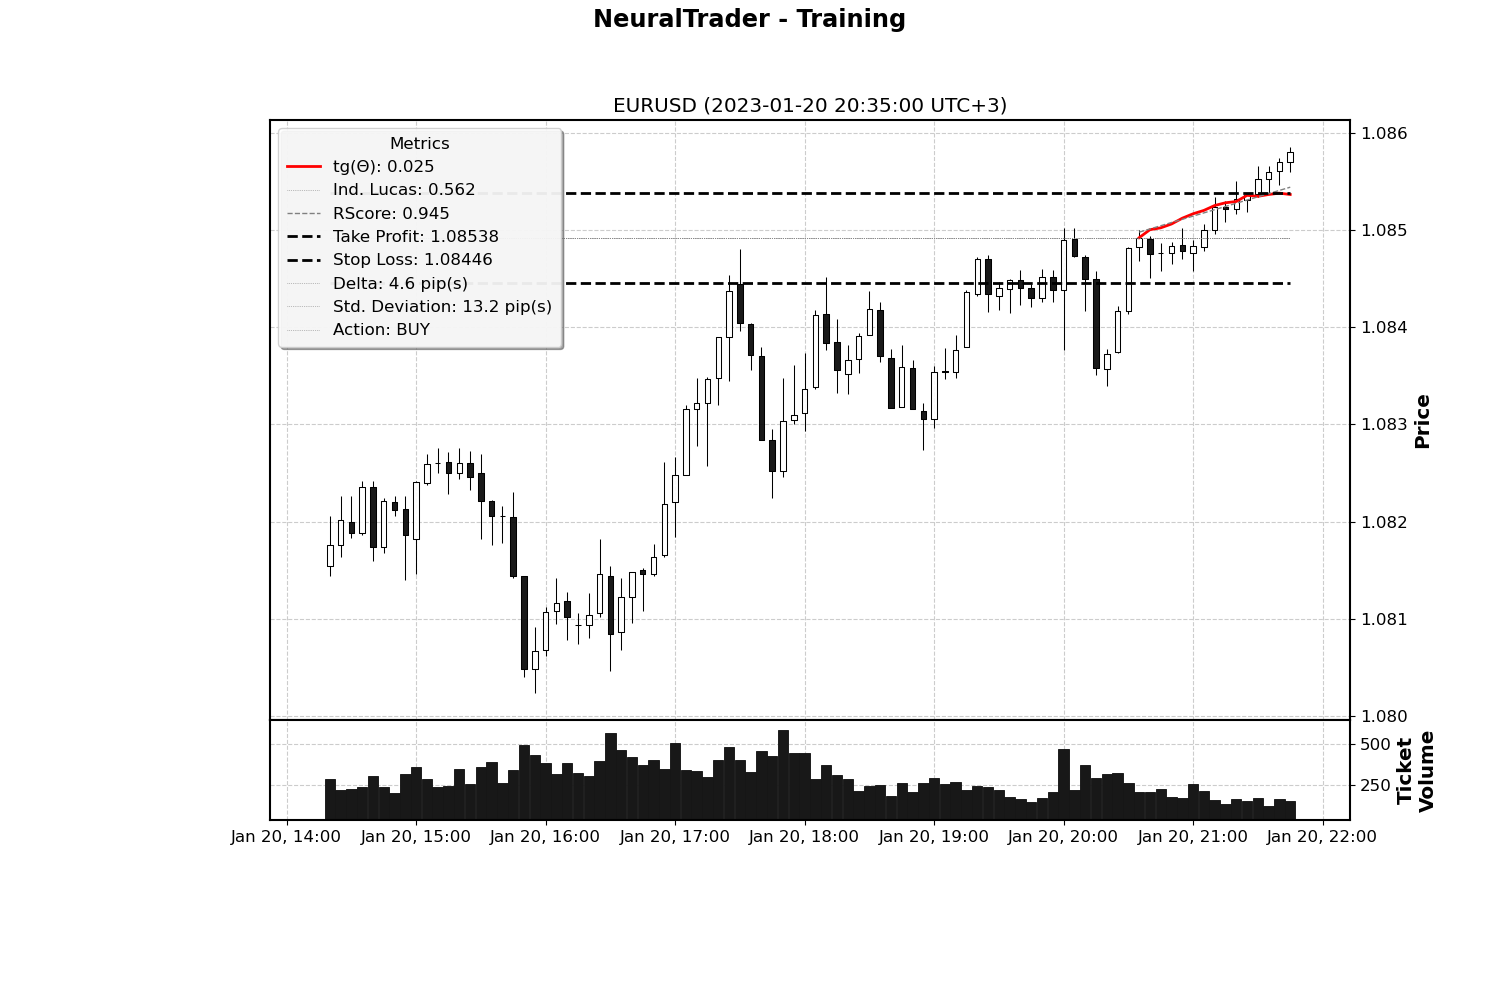 NeuralTrader - Training
EURUSD (2023-01-20 20:35:00 UTC+3)
Metrics
tg(Θ): 0.025
Ind. Lucas: 0.562
RScore: 0.945
Take Profit: 1.08538
Stop Loss: 1.08446
Delta: 4.6 pip(s)
Std. Deviation: 13.2 pip(s)
Action: BUY
1.086
1.085
1.084
1.083
1.082
1.081
1.080
Price
500
250
Ticket
Volume
Jan 20, 14:00
Jan 20, 15:00
Jan 20, 16:00
Jan 20, 17:00
Jan 20, 18:00
Jan 20, 19:00
Jan 20, 20:00
Jan 20, 21:00
Jan 20, 22:00